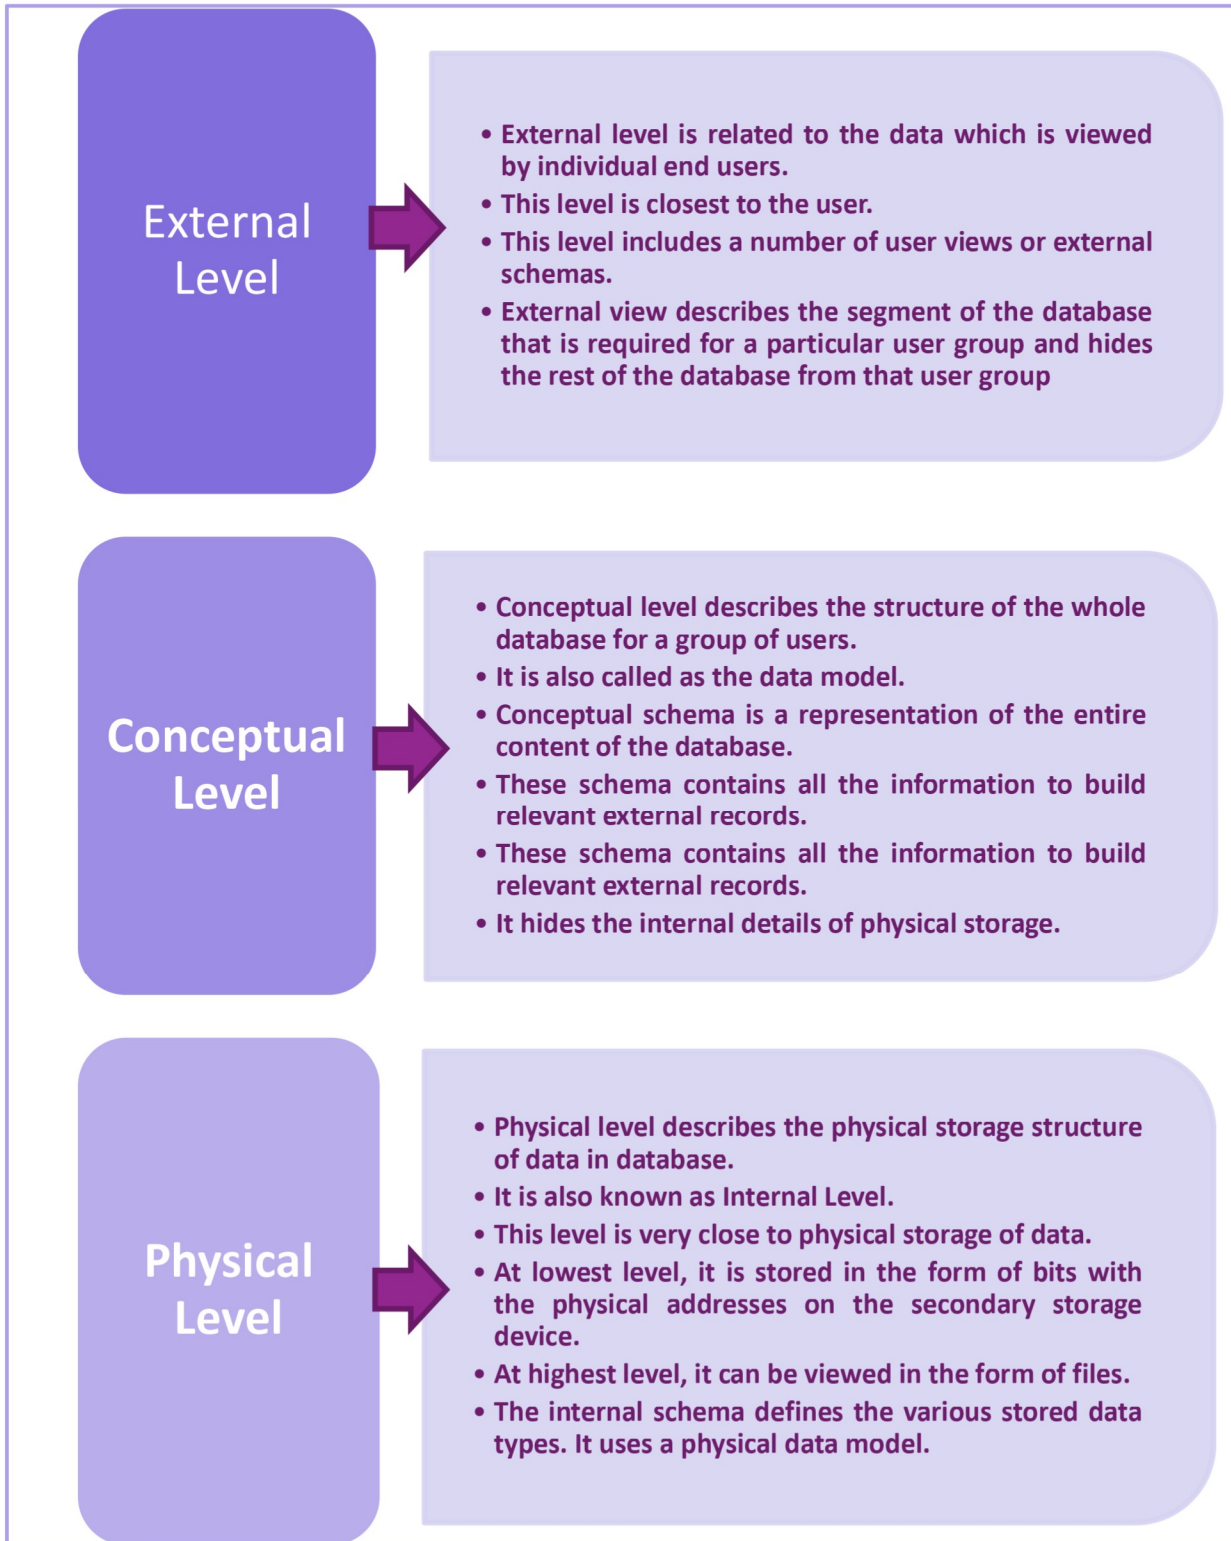 External
Level
• External level is related to the data which is viewed
by individual end users.
• This level is closest to the user.
• This level includes a number of user views or external
schemas.
• External view describes the segment of the database
that is required for a particular user group and hides
the rest of the database from that user group
Conceptual
Level
• Conceptual level describes the structure of the whole
database for a group of users.
• It is also called as the data model.
• Conceptual schema is a representation of the entire
content of the database.
• These schema contains all the information to build
relevant external records.
• These schema contains all the information to build
relevant external records.
• It hides the internal details of physical storage.
Physical
Level
• Physical level describes the physical storage structure
of data in database.
• It is also known as Internal Level.
• This level is very close to physical storage of data.
• At lowest level, it is stored in the form of bits with
the physical addresses on the secondary storage
device.
• At highest level, it can be viewed in the form of files.
• The internal schema defines the various stored data
types. It uses a physical data model.